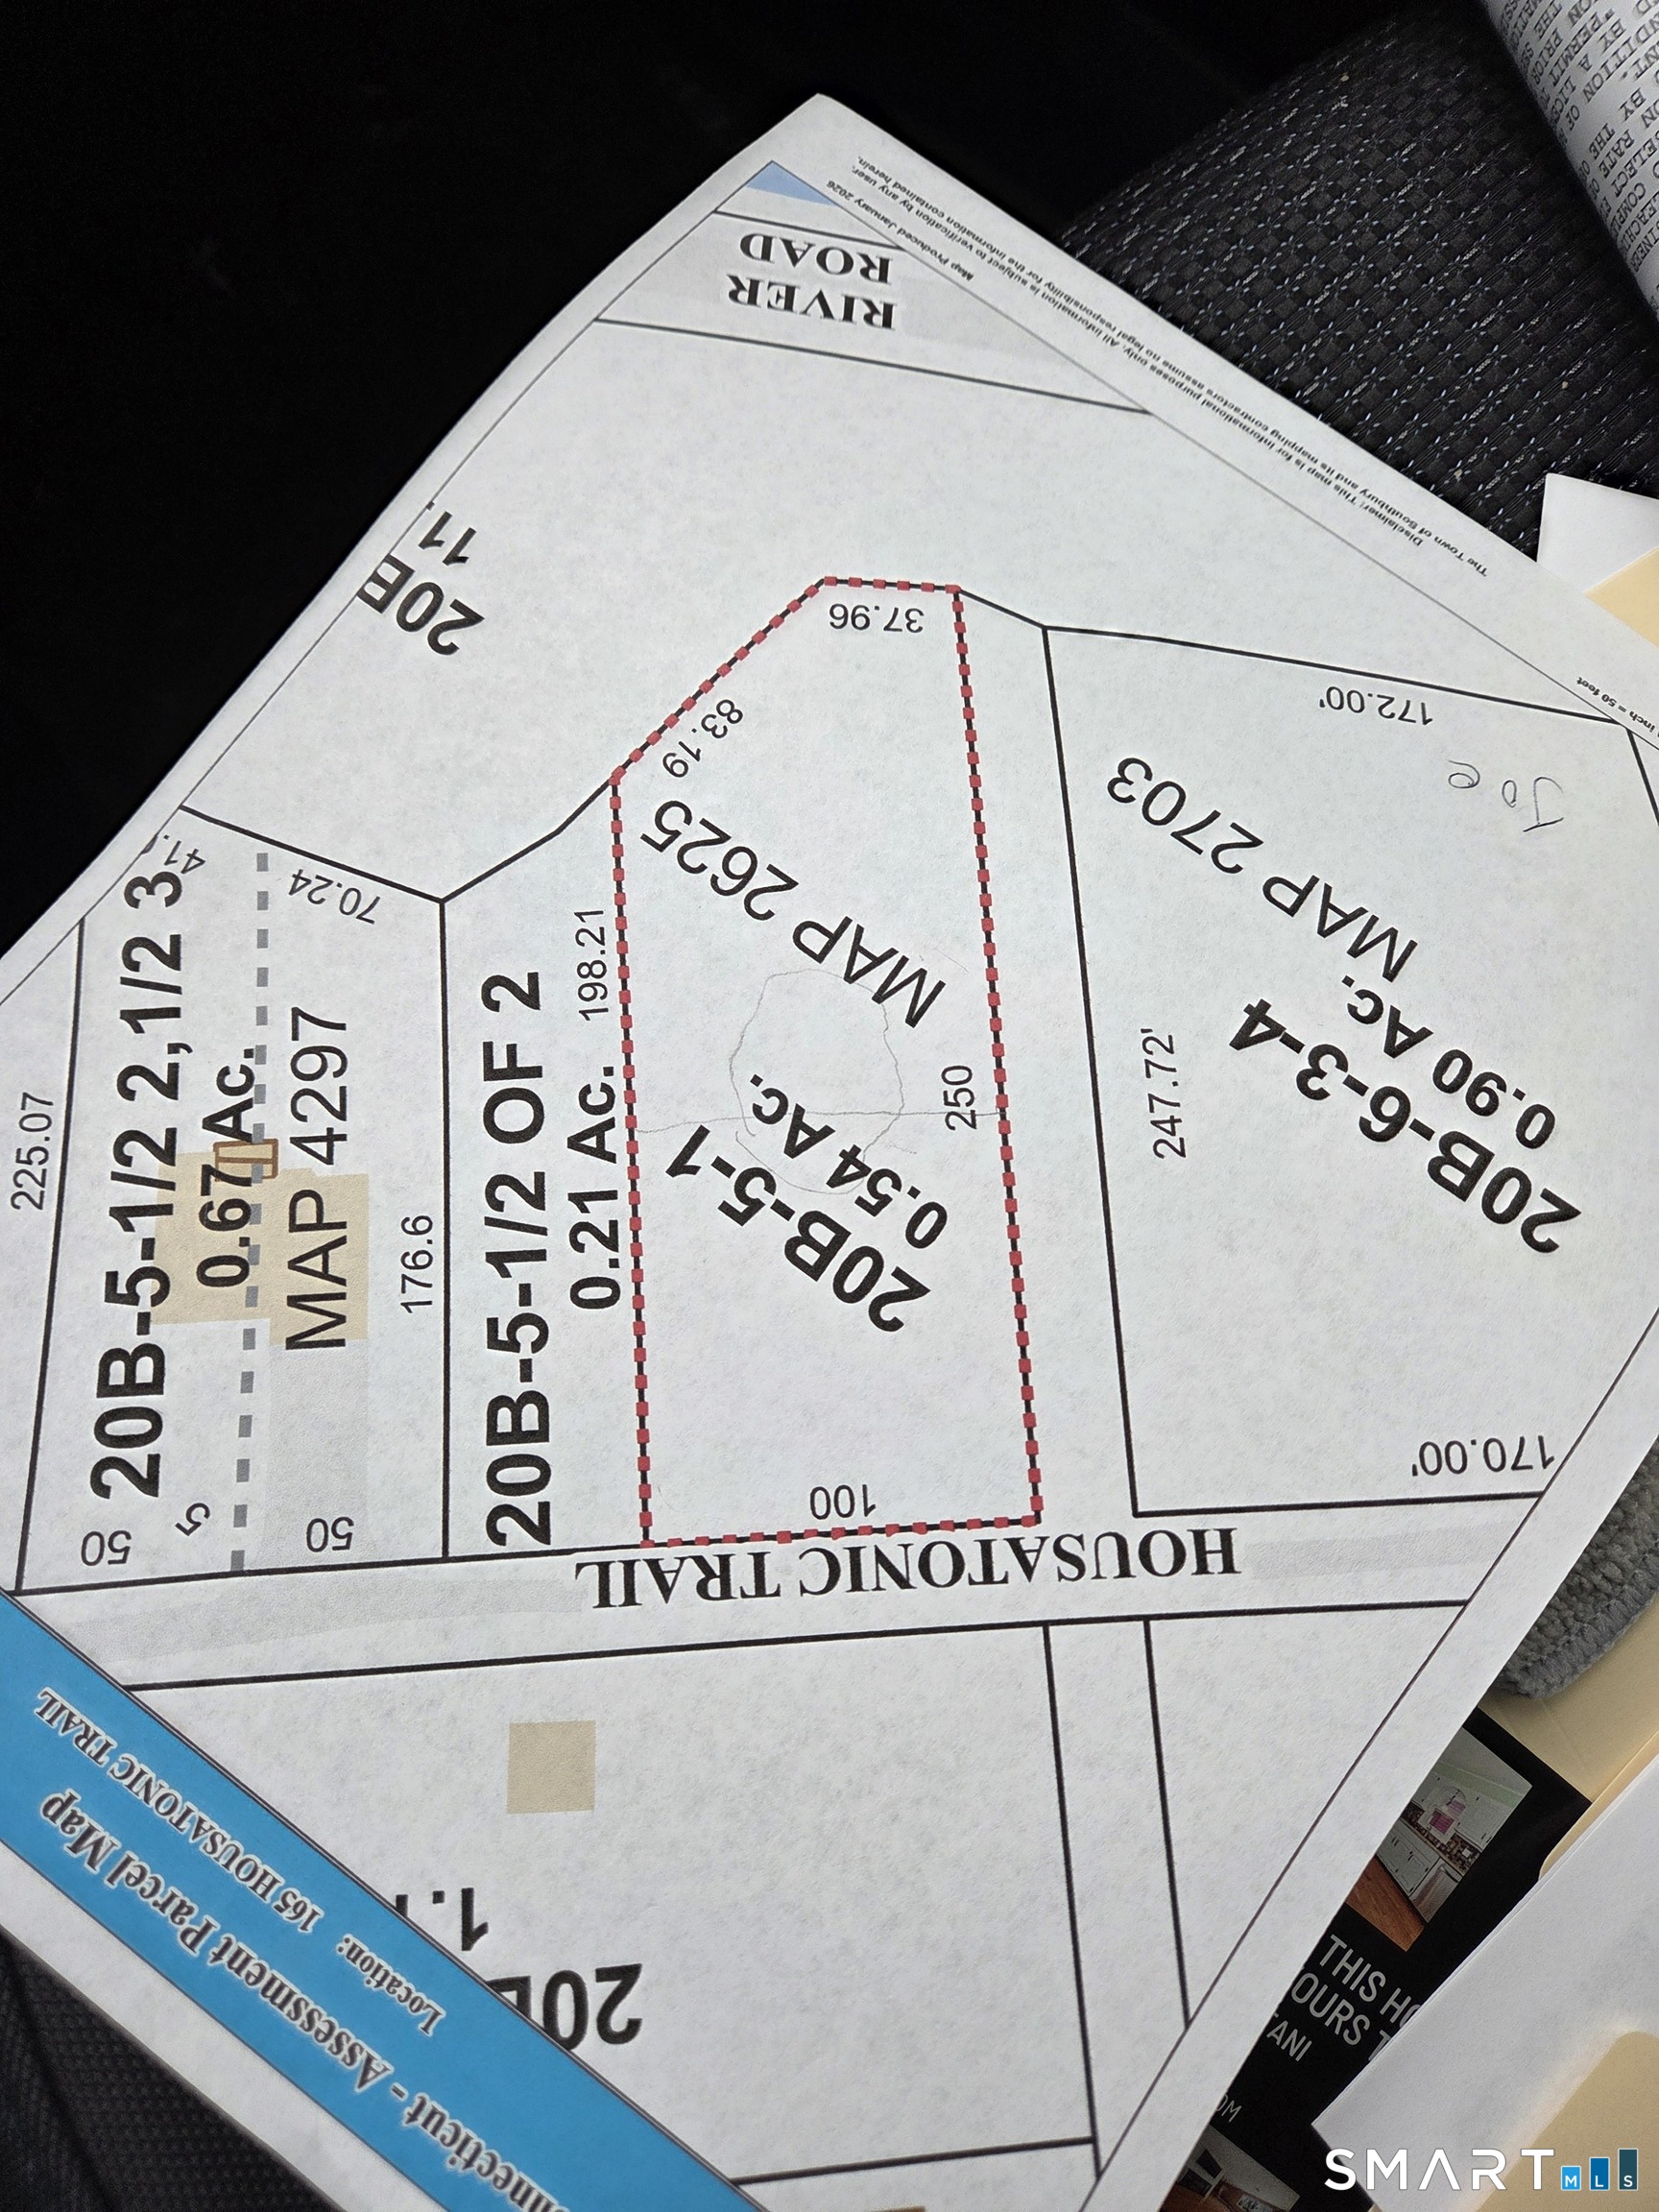 Connecticut - Assessment Parcel Map
Location: 165 HOUSATONIC TRAIL
225.07
20B-5-1/2 2,1/2 3
0.67 Ac.
MAP 4297
50
5
50
176.6
70.24
20B-5-1/2 OF 2
0.21 Ac.
198.21
20B-5-1
0.54 Ac.
MAP 2625
83.19
37.96
250
100
HOUSATONIC TRAIL
20B-6-3-4
0.90 Ac.
MAP 2703
247.72'
172.00'
170.00'
Joe
RIVER
ROAD
inch = 50 feet
Disclaimer: This map is for informational purposes only. All information is subject to verification by any user.
The Town of Southbury and its mapping contractors assume no legal responsibility for the information contained herein.
Map Produced January 2026
THIS
OURS
SMART
MLS